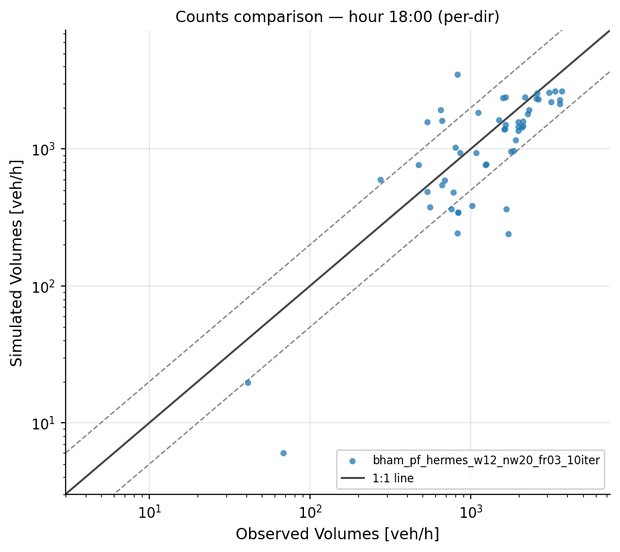 Counts comparison — hour 18:00 (per-dir)
Simulated Volumes [veh/h]
10³
10²
10¹
bham_pf_hermes_w12_nw20_fr03_10iter
1:1 line
10¹ 10² 10³
Observed Volumes [veh/h]